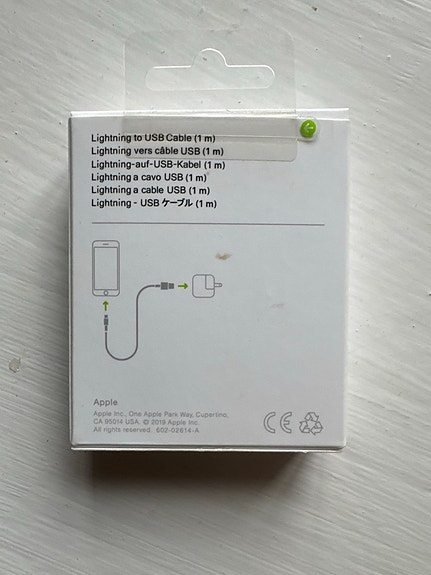 Lightning to USB Cable (1 m)
Lightning vers câble USB (1 m)
Lightning-auf-USB-Kabel (1 m)
Lightning a cavo USB (1 m)
Lightning a cable USB (1 m)
Lightning - USB ケーブル (1 m)
Apple
Apple Inc., One Apple Park Way, Cupertino,
CA 95014 USA. © 2019 Apple Inc.
All rights reserved. 602-02614-A
CE